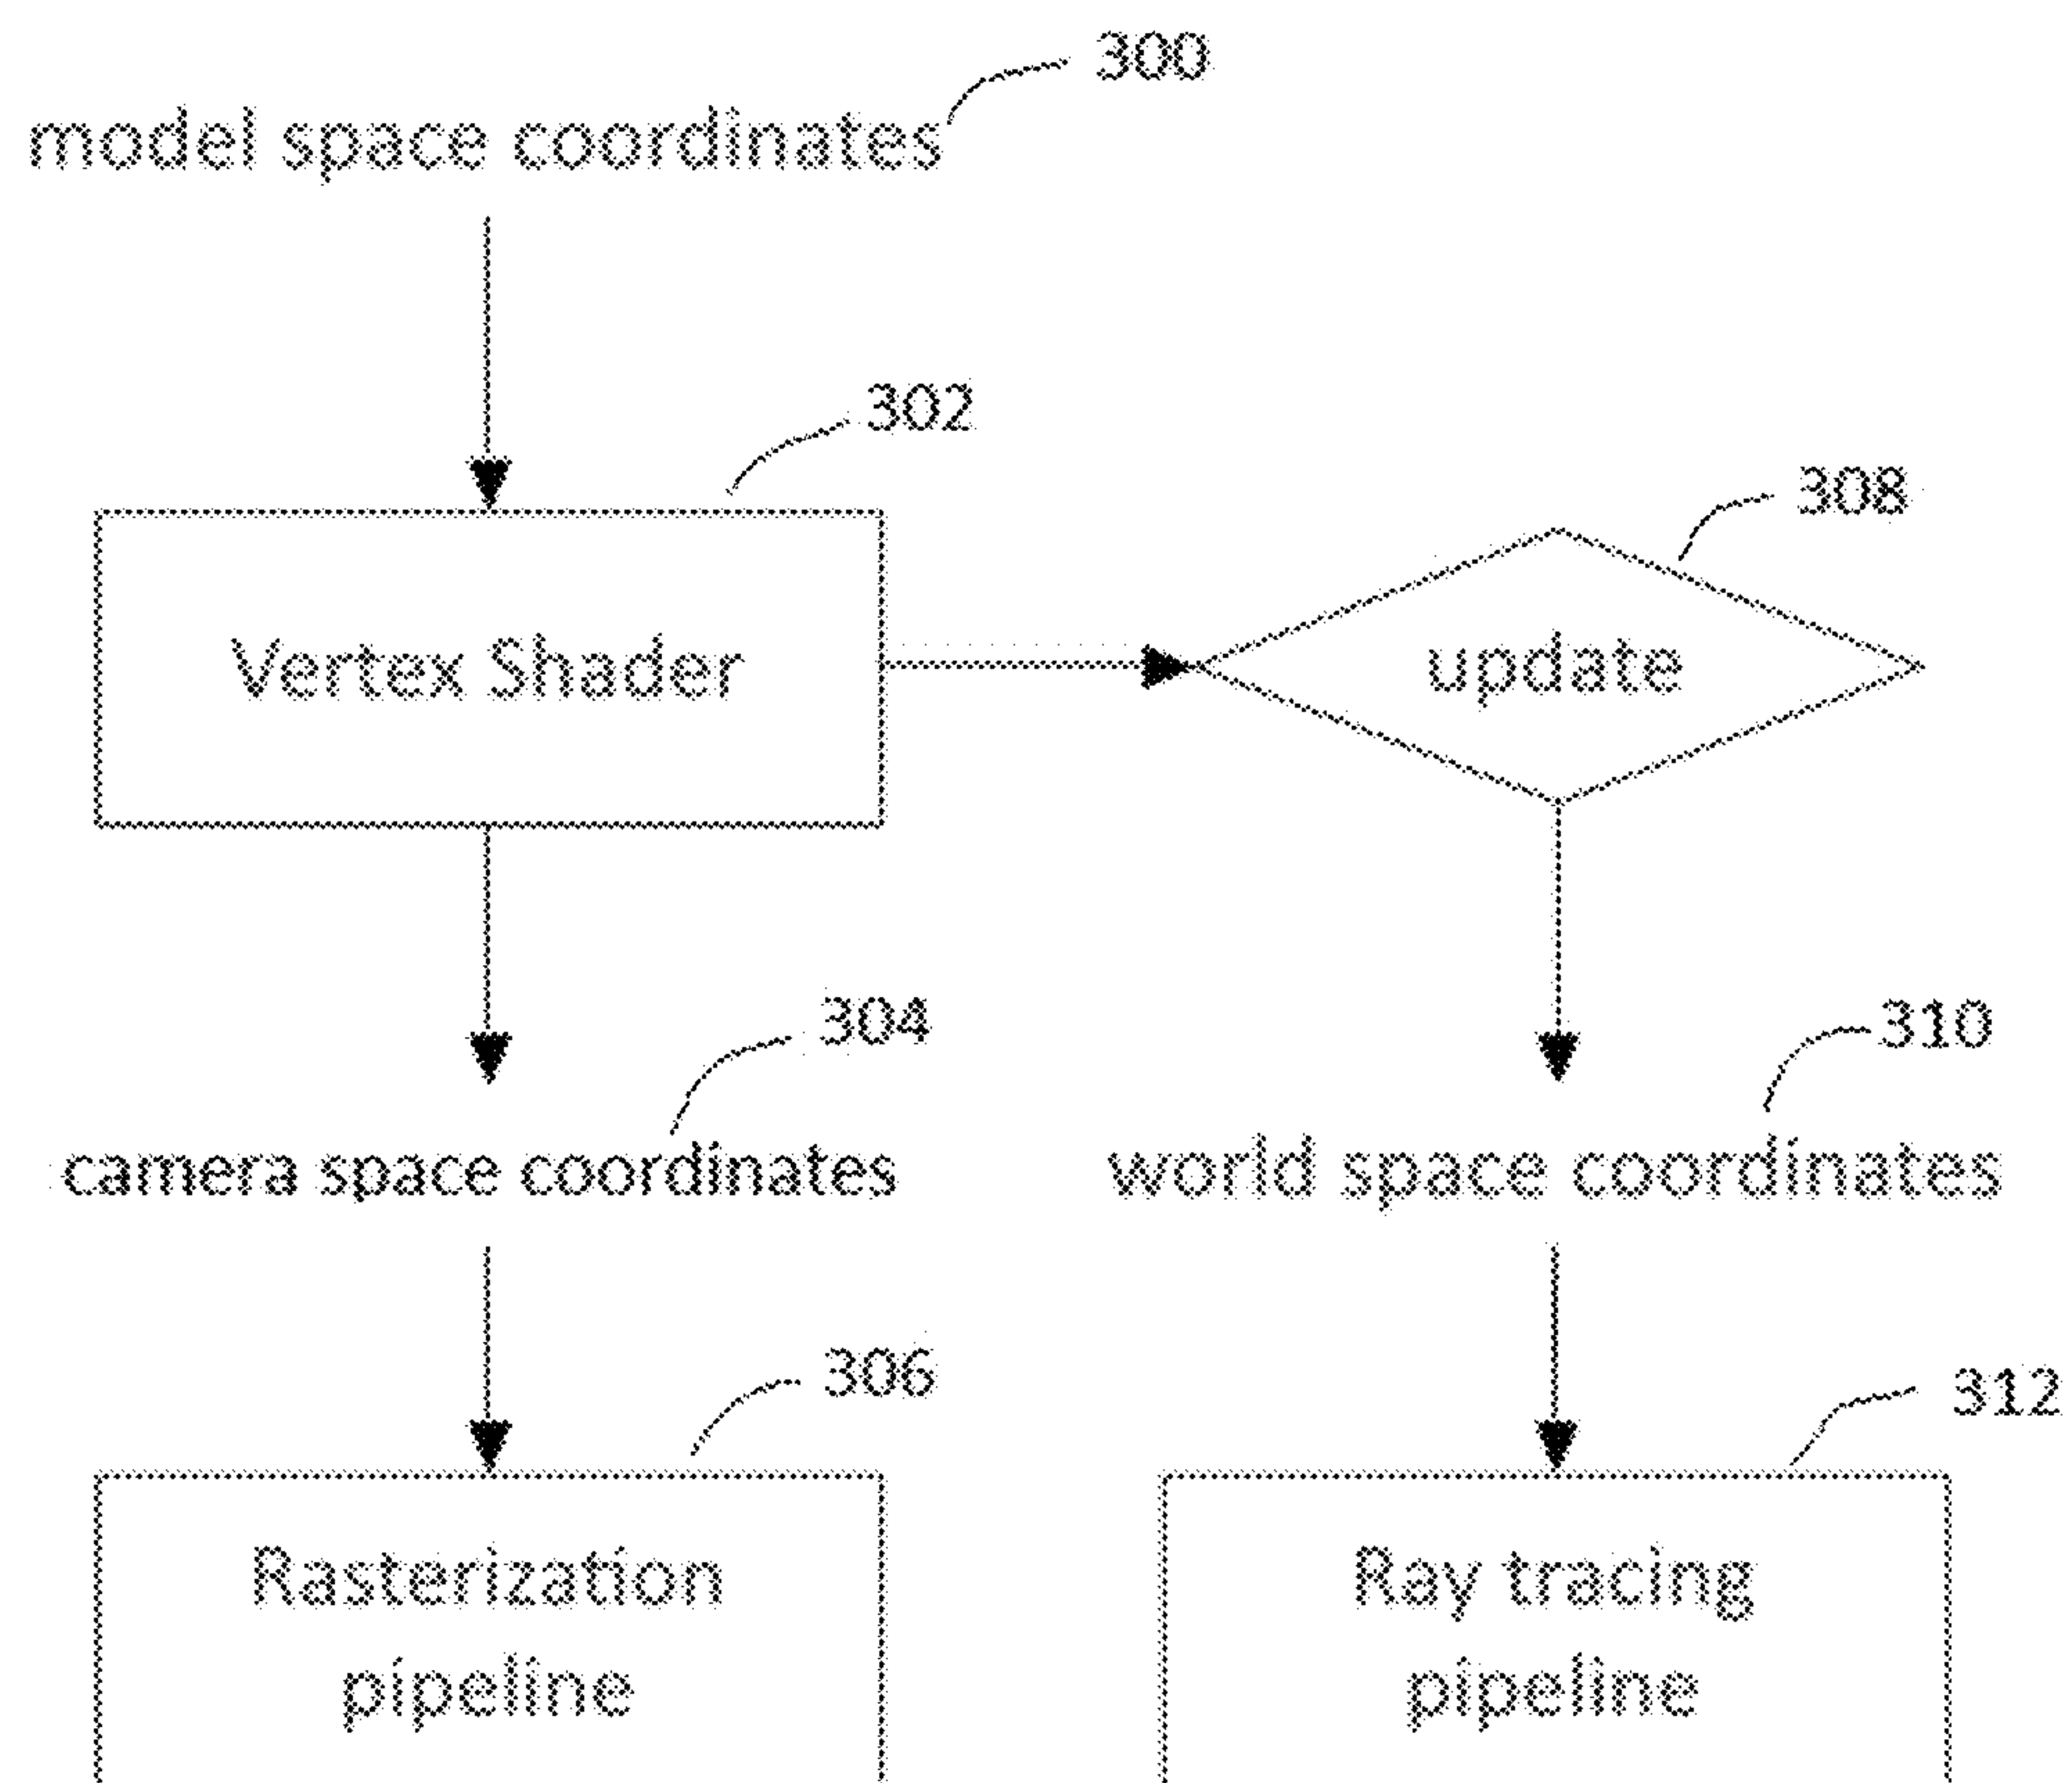 300
model space coordinates
302
308
Vertex Shader
update
304
310
camera space coordinates
world space coordinates
306
312
Rasterization
pipeline
Ray tracing
pipeline